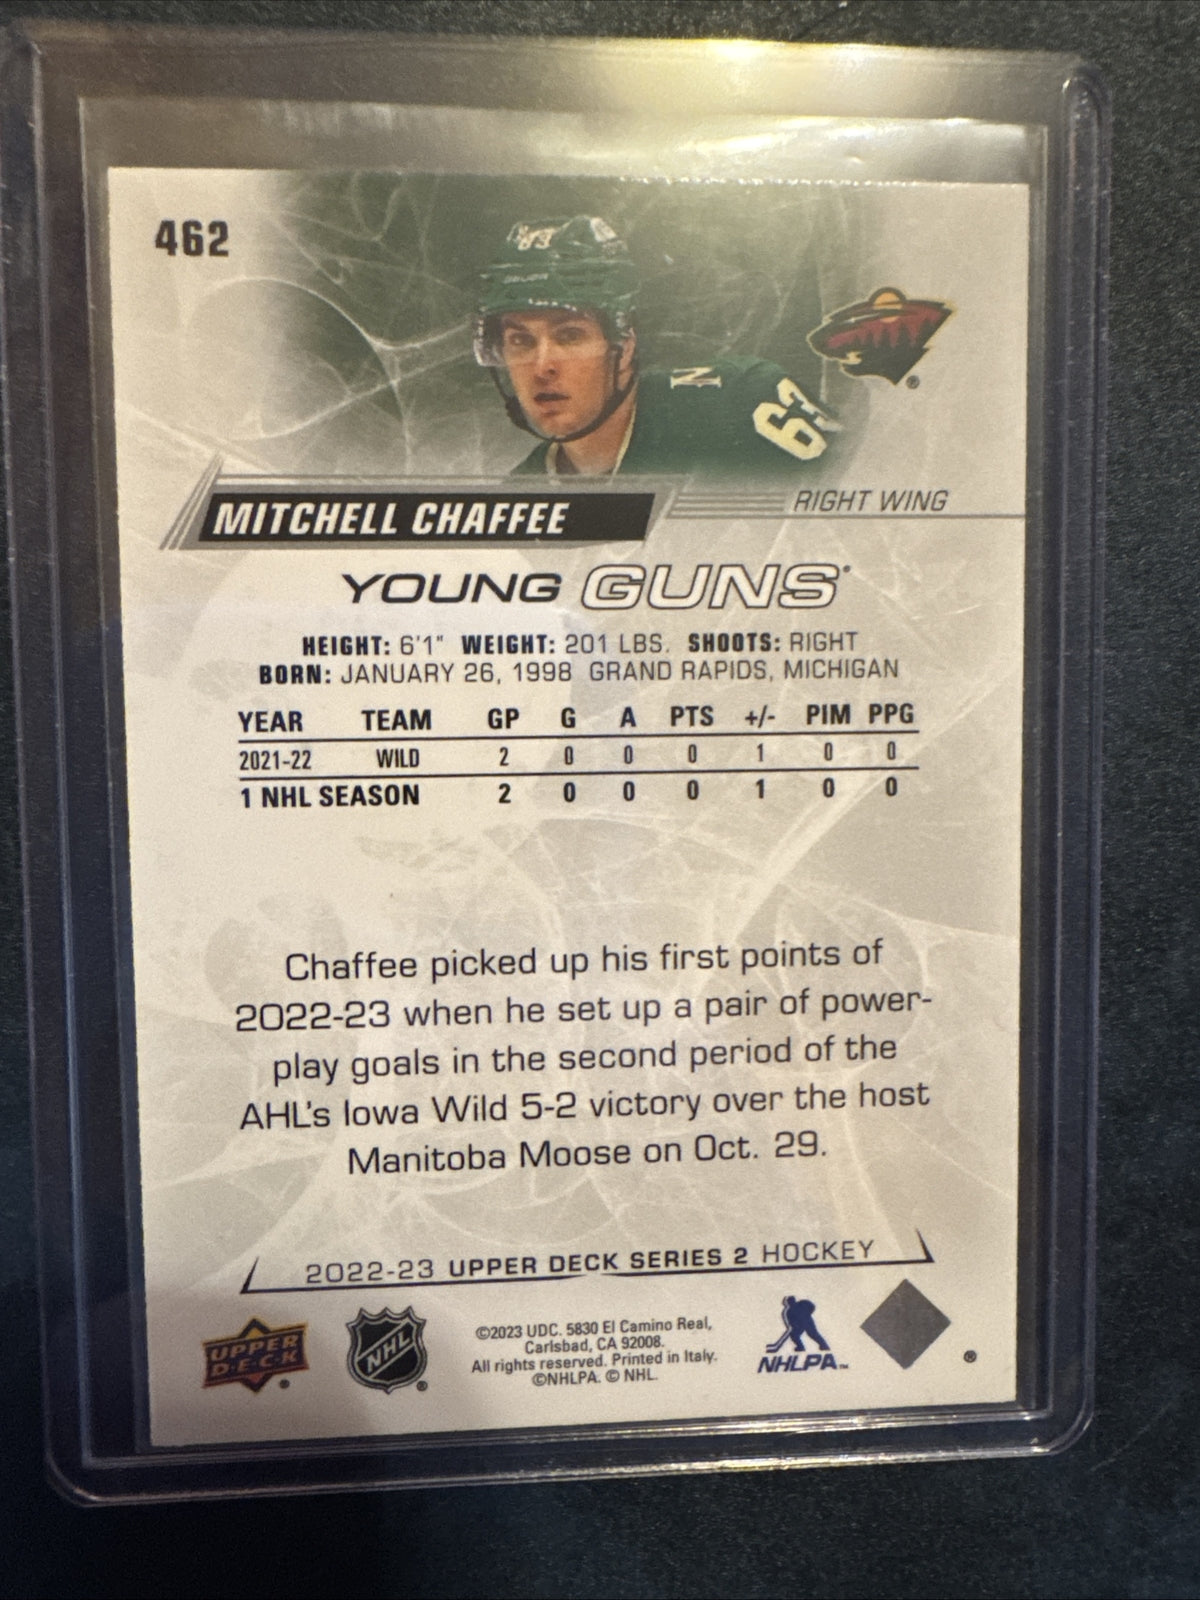 462
63
N
63
MITCHELL CHAFFEE
RIGHT WING
YOUNG GUNS
HEIGHT: 6'1" WEIGHT: 201 LBS. SHOOTS: RIGHT
BORN: JANUARY 26, 1998 GRAND RAPIDS, MICHIGAN
YEAR TEAM GP G A PTS +/- PIM PPG
2021-22 WILD 2 0 0 0 1 0 0
1 NHL SEASON 2 0 0 0 1 0 0
Chaffee picked up his first points of
2022-23 when he set up a pair of power-
play goals in the second period of the
AHL's Iowa Wild 5-2 victory over the host
Manitoba Moose on Oct. 29.
2022-23 UPPER DECK SERIES 2 HOCKEY
UPPER
D·E·C·K
®
NHL
®
©2023 UDC. 5830 El Camino Real,
Carlsbad, CA 92008.
All rights reserved. Printed in Italy.
©NHLPA. © NHL.
NHLPA™
®